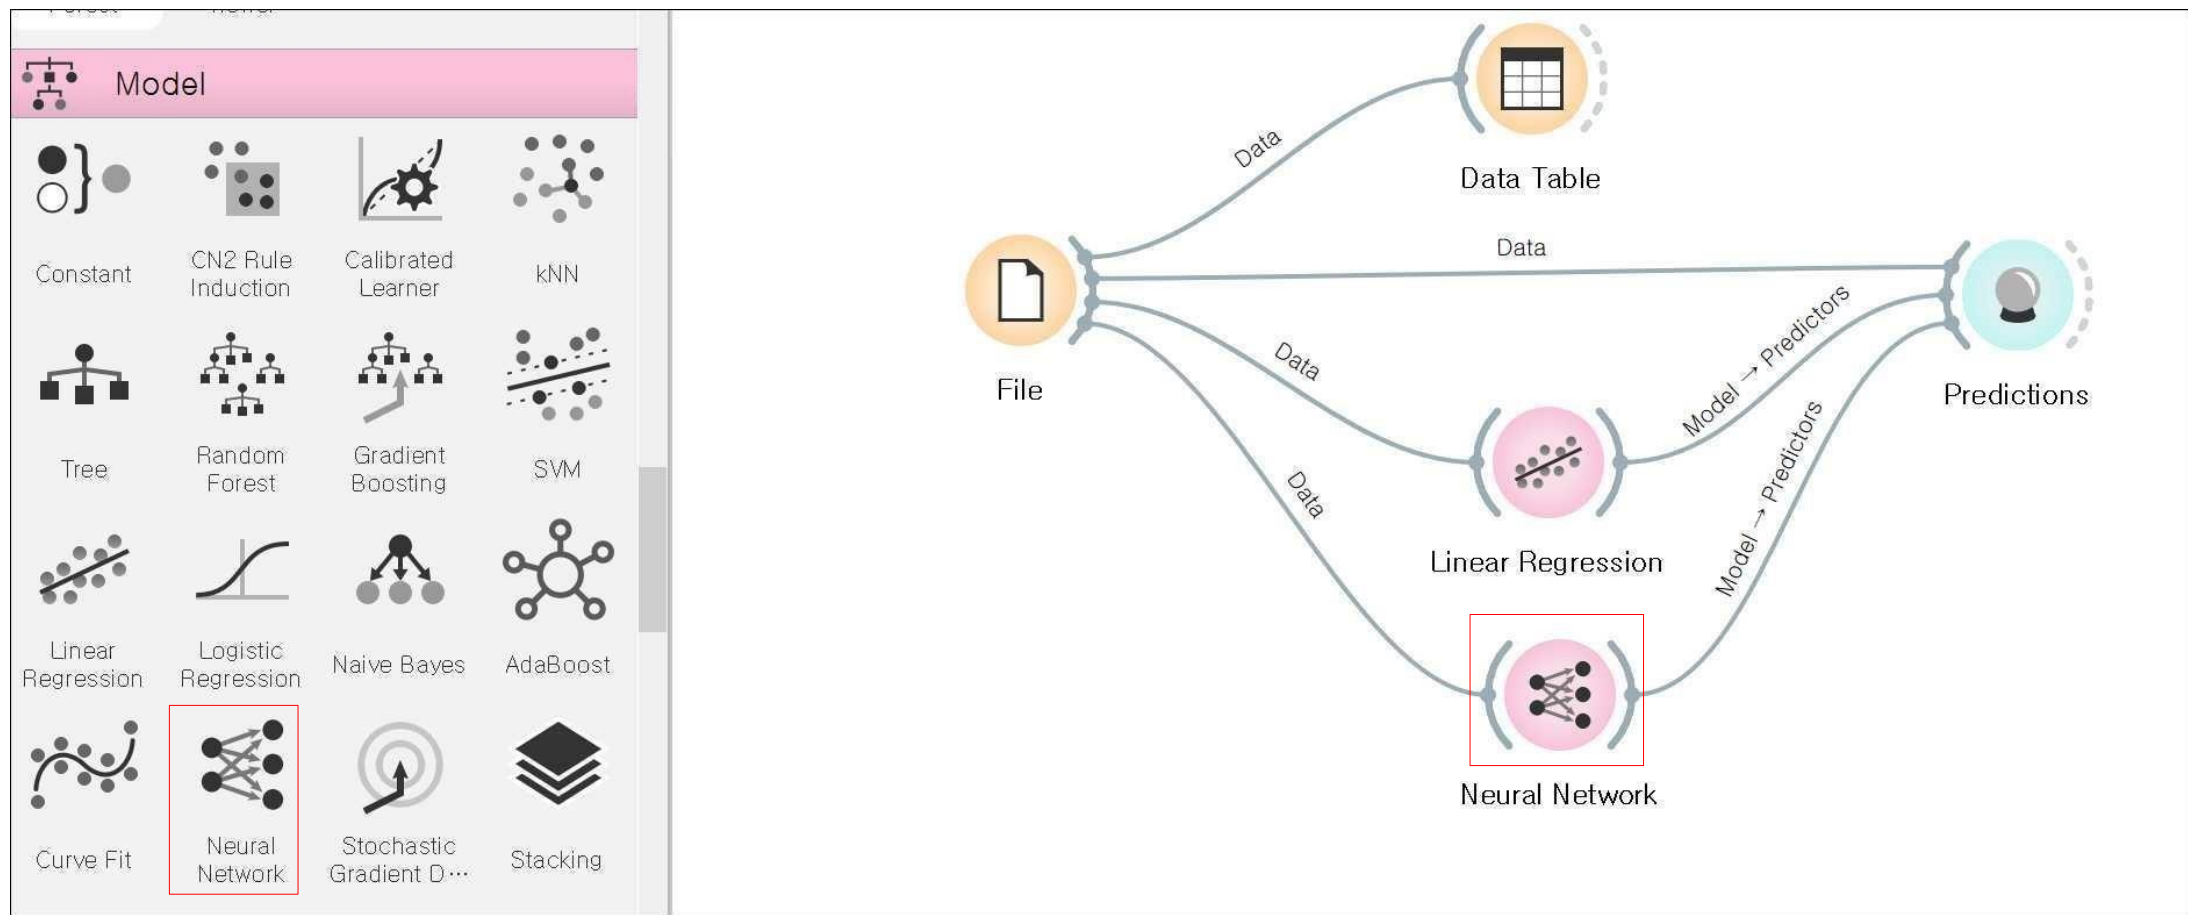 Model
Constant
CN2 Rule
Induction
Calibrated
Learner
kNN
Tree
Random
Forest
Gradient
Boosting
SVM
Linear
Regression
Logistic
Regression
Naive Bayes
AdaBoost
Curve Fit
Neural
Network
Stochastic
Gradient D···
Stacking
Data
Data Table
Data
File
Data
Model → Predictors
Predictions
Data
Linear Regression
Model → Predictors
Neural Network